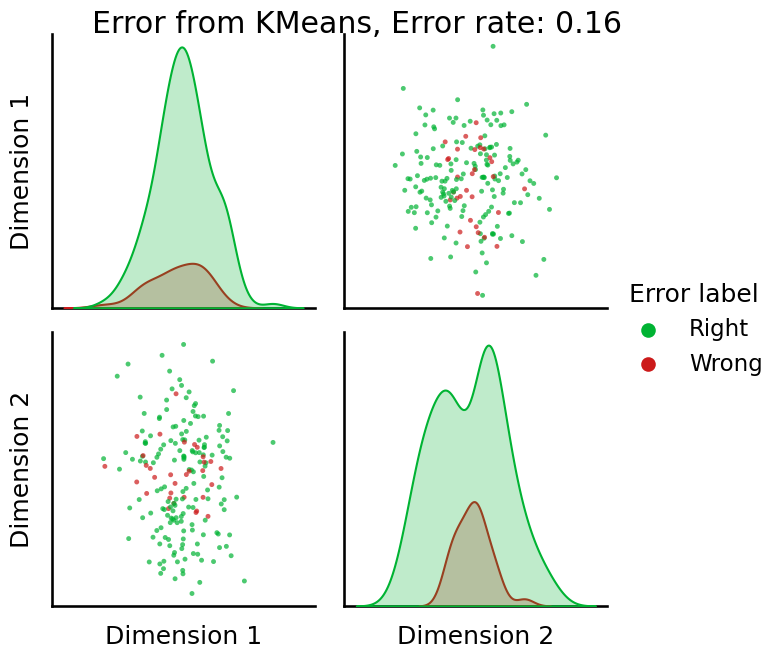 Error from KMeans, Error rate: 0.16
Dimension 1
Dimension 2
Error label
Right
Wrong
Dimension 1
Dimension 2